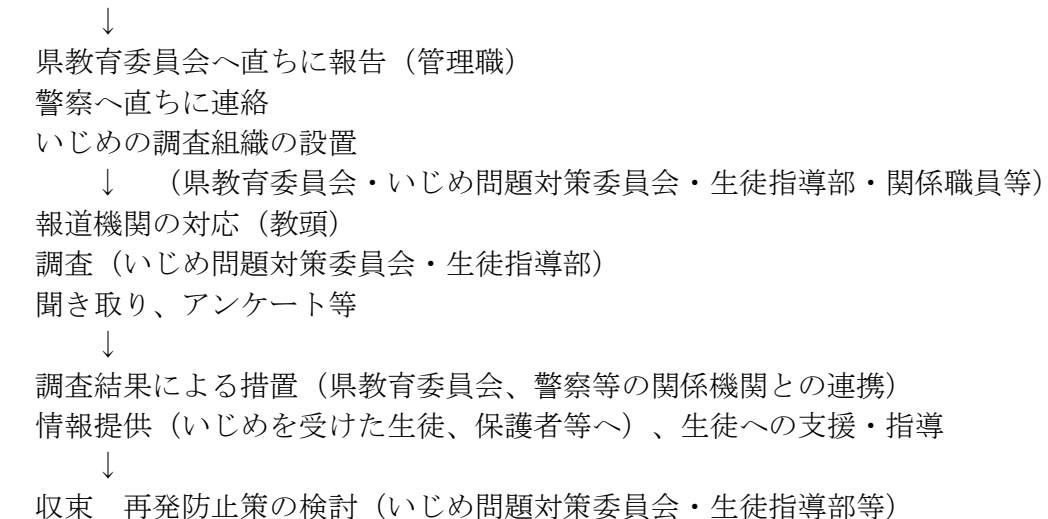 ↓
県教育委員会へ直ちに報告（管理職）
警察へ直ちに連絡
いじめの調査組織の設置
↓　（県教育委員会・いじめ問題対策委員会・生徒指導部・関係職員等）
報道機関の対応（教頭）
調査（いじめ問題対策委員会・生徒指導部）
聞き取り、アンケート等
↓
調査結果による措置（県教育委員会、警察等の関係機関との連携）
情報提供（いじめを受けた生徒、保護者等へ）、生徒への支援・指導
↓
収束　再発防止策の検討（いじめ問題対策委員会・生徒指導部等）